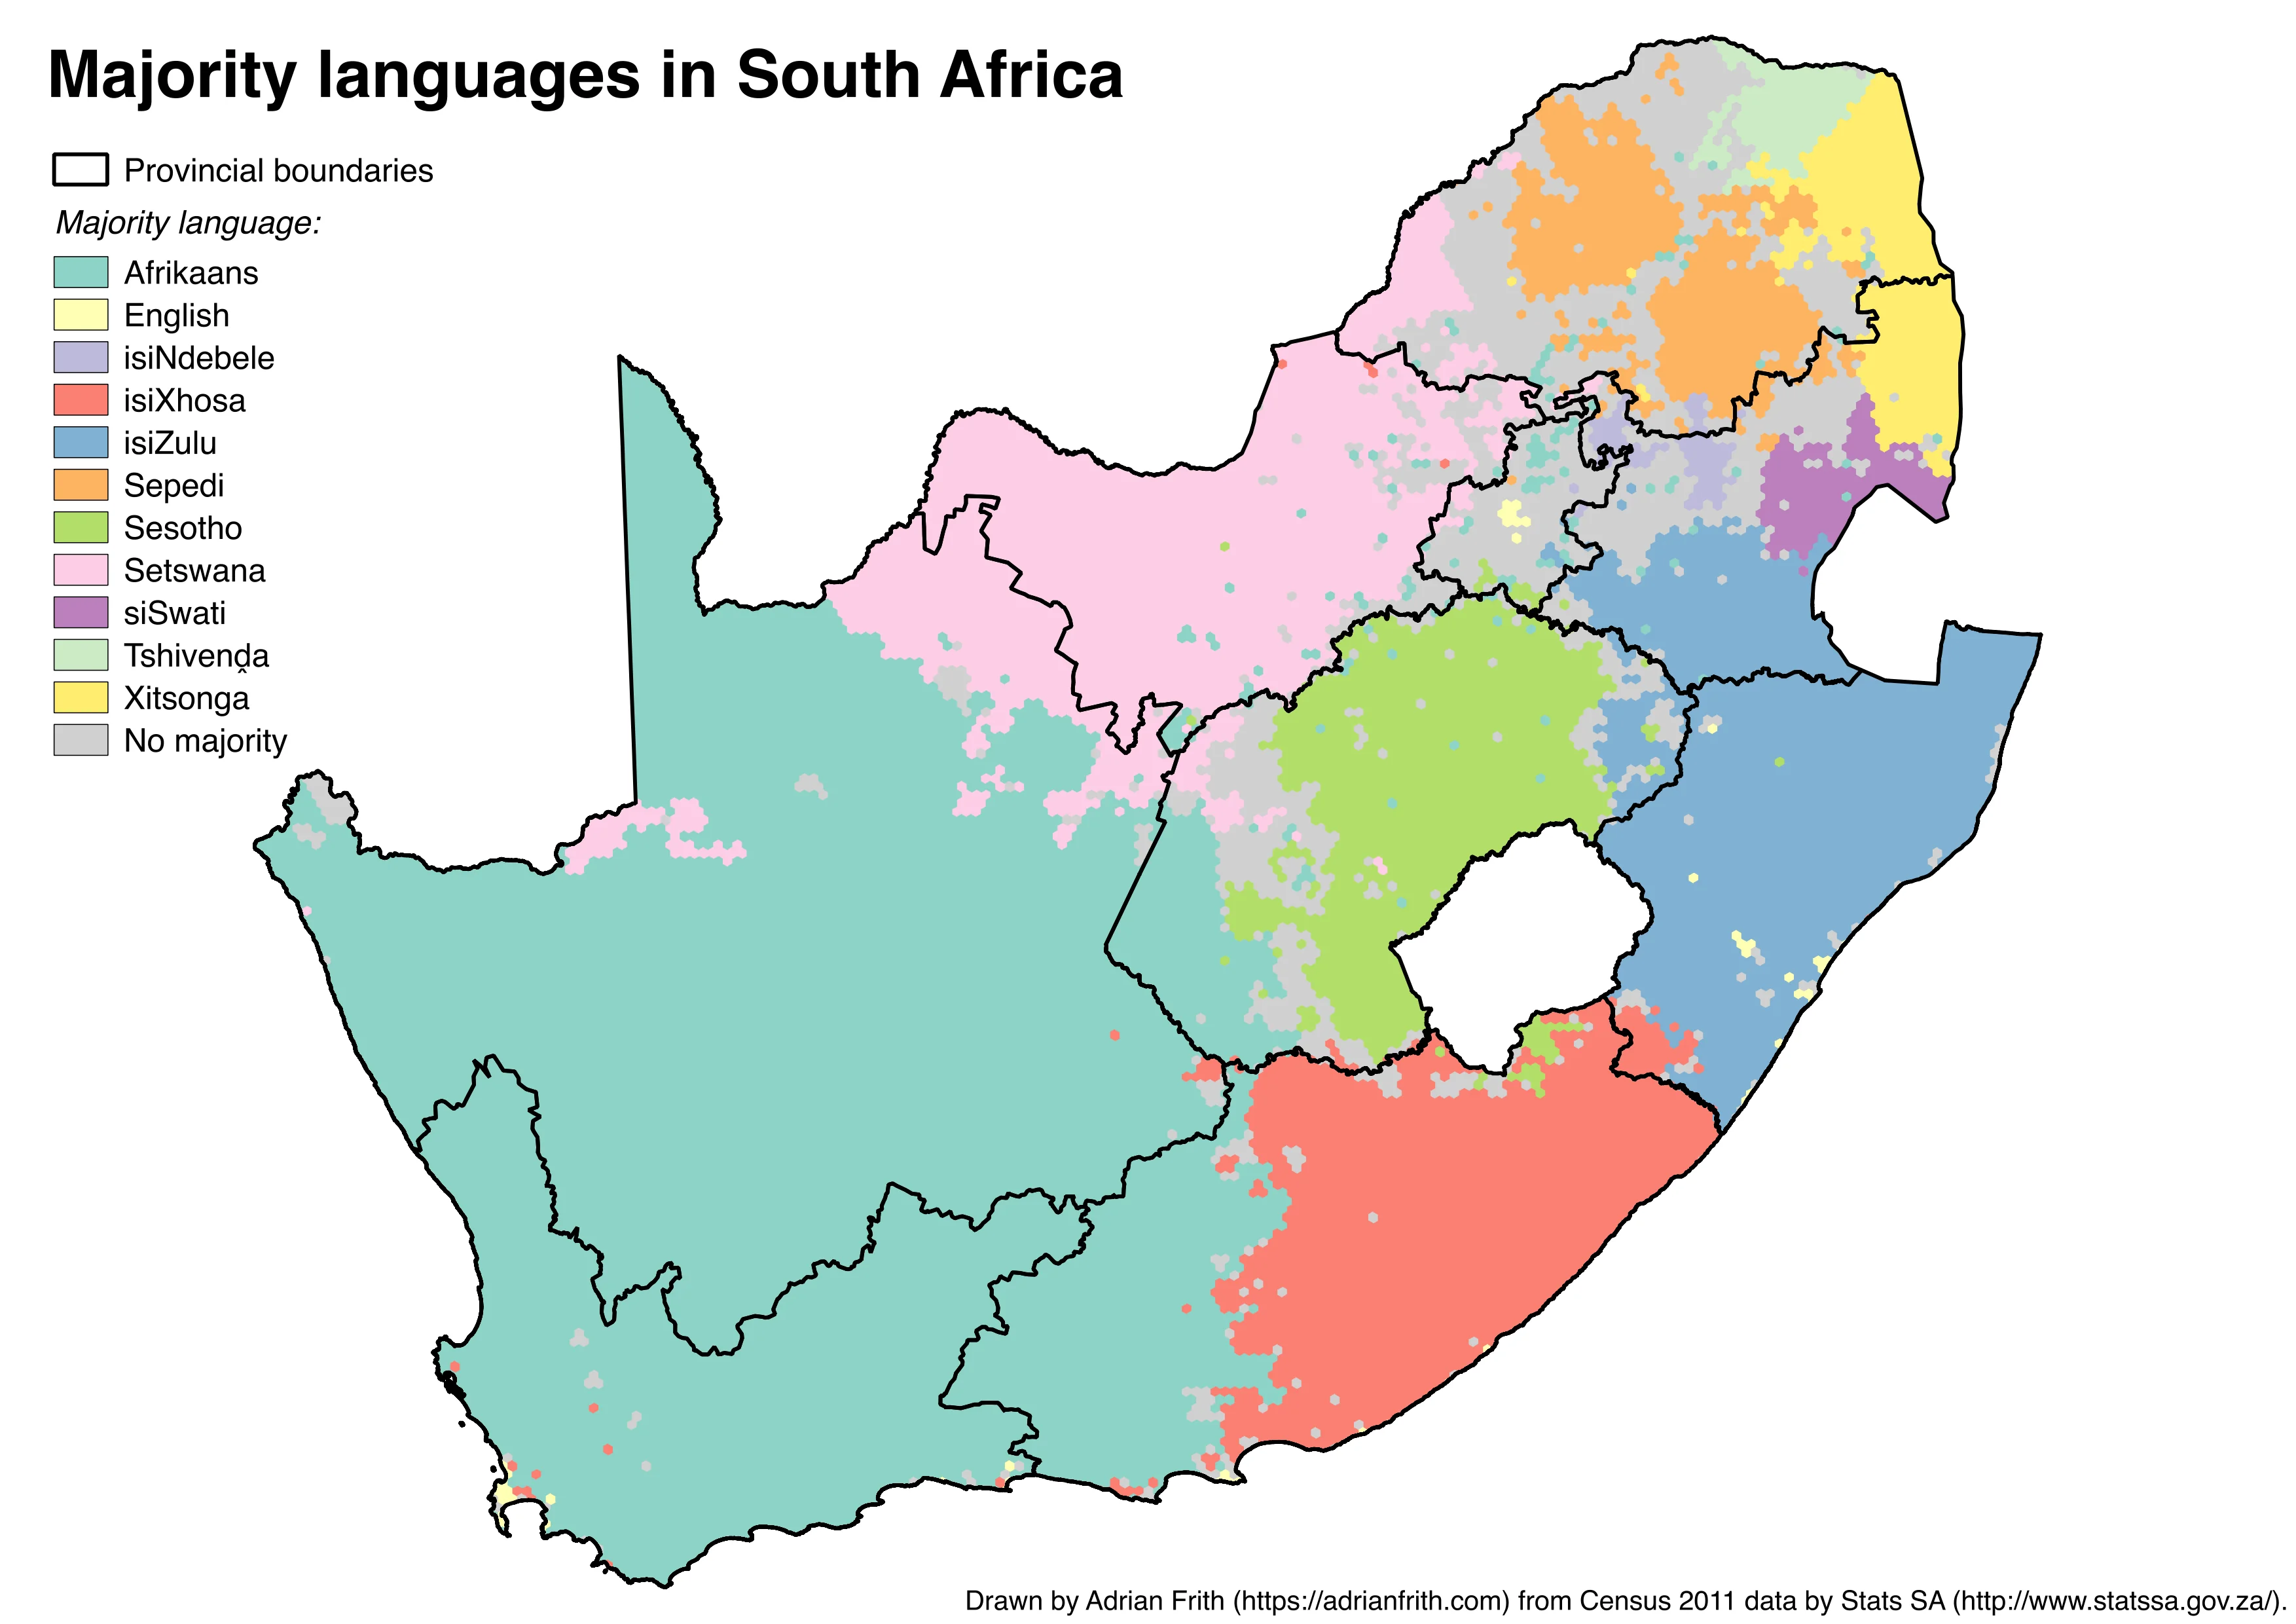 Majority languages in South Africa
Provincial boundaries
Majority language:
Afrikaans
English
isiNdebele
isiXhosa
isiZulu
Sepedi
Sesotho
Setswana
siSwati
Tshivenḓa
Xitsonga
No majority
Drawn by Adrian Frith (https://adrianfrith.com) from Census 2011 data by Stats SA (http://www.statssa.gov.za/).